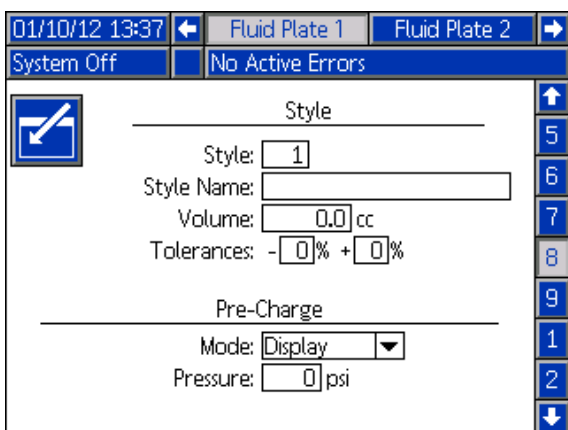 01/10/12 13:37 Fluid Plate 1 Fluid Plate 2
System Off No Active Errors
Style
5
Style: 1
6
Style Name:
Volume: 0.0 cc
7
Tolerances: - 0 % + 0 %
8
9
Pre-Charge
1
Mode: Display
Pressure: 0 psi
2